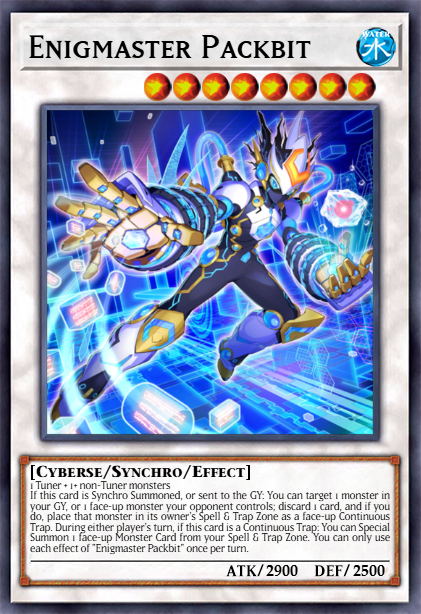 Enigmaster Packbit
WATER
水
[Cyberse/Synchro/Effect]
1 Tuner + 1+ non-Tuner monsters
If this card is Synchro Summoned, or sent to the GY: You can target 1 monster in
your GY, or 1 face-up monster your opponent controls; discard 1 card, and if you
do, place that monster in its owner's Spell & Trap Zone as a face-up Continuous
Trap. During either player's turn, if this card is a Continuous Trap: You can Special
Summon 1 face-up Monster Card from your Spell & Trap Zone. You can only use
each effect of "Enigmaster Packbit" once per turn.
ATK/2900 DEF/2500